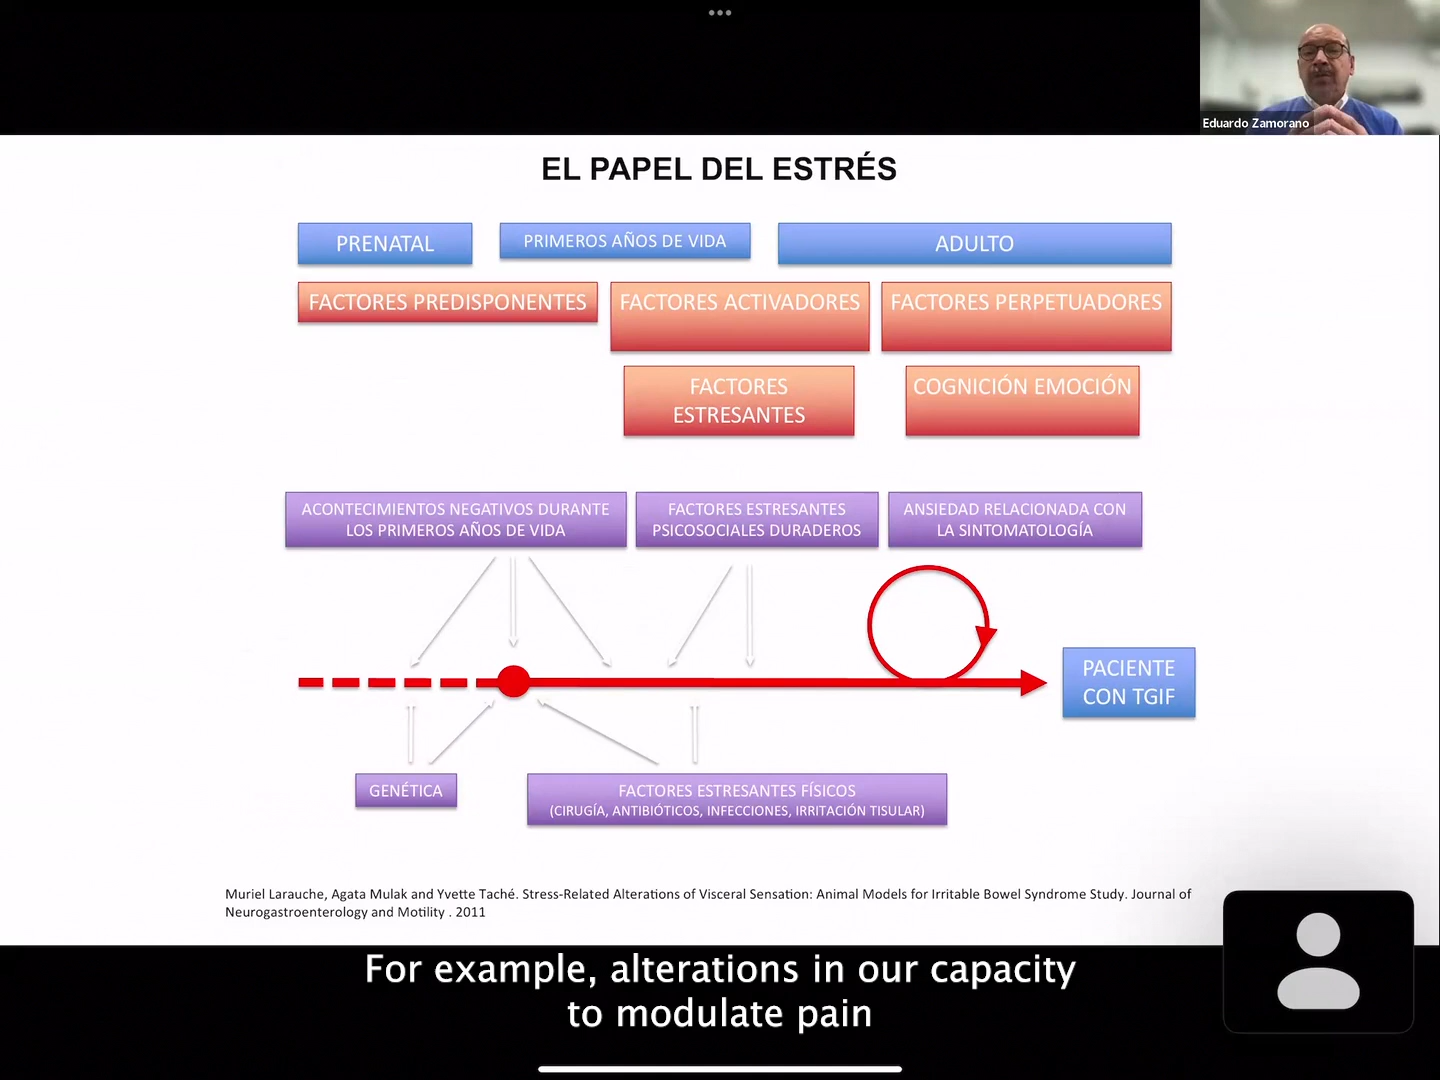 Eduardo Zamorano
EL PAPEL DEL ESTRÉS
PRENATAL
PRIMEROS AÑOS DE VIDA
ADULTO
FACTORES PREDISPONENTES
FACTORES ACTIVADORES
FACTORES PERPETUADORES
FACTORES
ESTRESANTES
COGNICIÓN EMOCIÓN
ACONTECIMIENTOS NEGATIVOS DURANTE
LOS PRIMEROS AÑOS DE VIDA
FACTORES ESTRESANTES
PSICOSOCIALES DURADEROS
ANSIEDAD RELACIONADA CON
LA SINTOMATOLOGÍA
PACIENTE
CON TGIF
GENÉTICA
FACTORES ESTRESANTES FÍSICOS
(CIRUGÍA, ANTIBIÓTICOS, INFECCIONES, IRRITACIÓN TISULAR)
Muriel Larauche, Agata Mulak and Yvette Taché. Stress-Related Alterations of Visceral Sensation: Animal Models for Irritable Bowel Syndrome Study. Journal of
Neurogastroenterology and Motility . 2011
For example, alterations in our capacity
to modulate pain